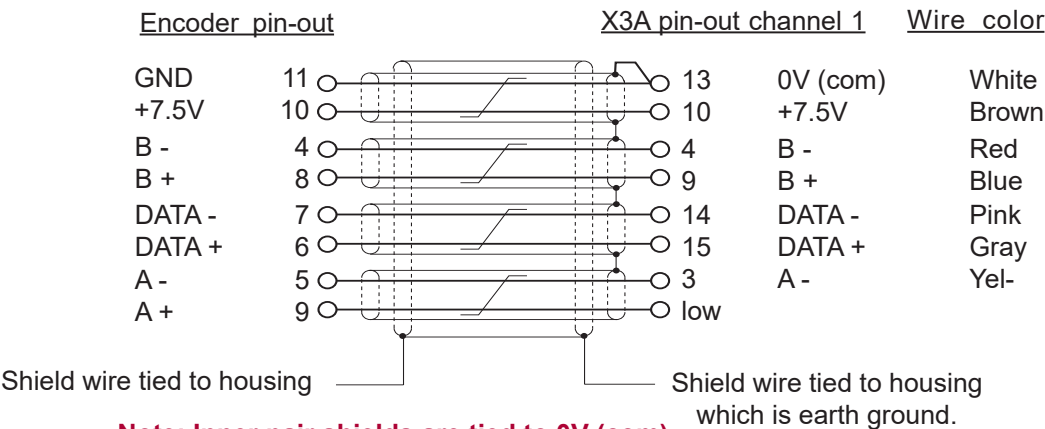 Encoder pin-out X3A pin-out channel 1 Wire color
GND 11 13 0V (com) White
+7.5V 10 10 +7.5V Brown
B - 4 4 B - Red
B + 8 9 B + Blue
DATA - 7 14 DATA - Pink
DATA + 6 15 DATA + Gray
A - 5 3 A - Yel-
A + 9 low
Shield wire tied to housing Shield wire tied to housing
which is earth ground.
Note: Inner pair shields are tied to 0V (com)